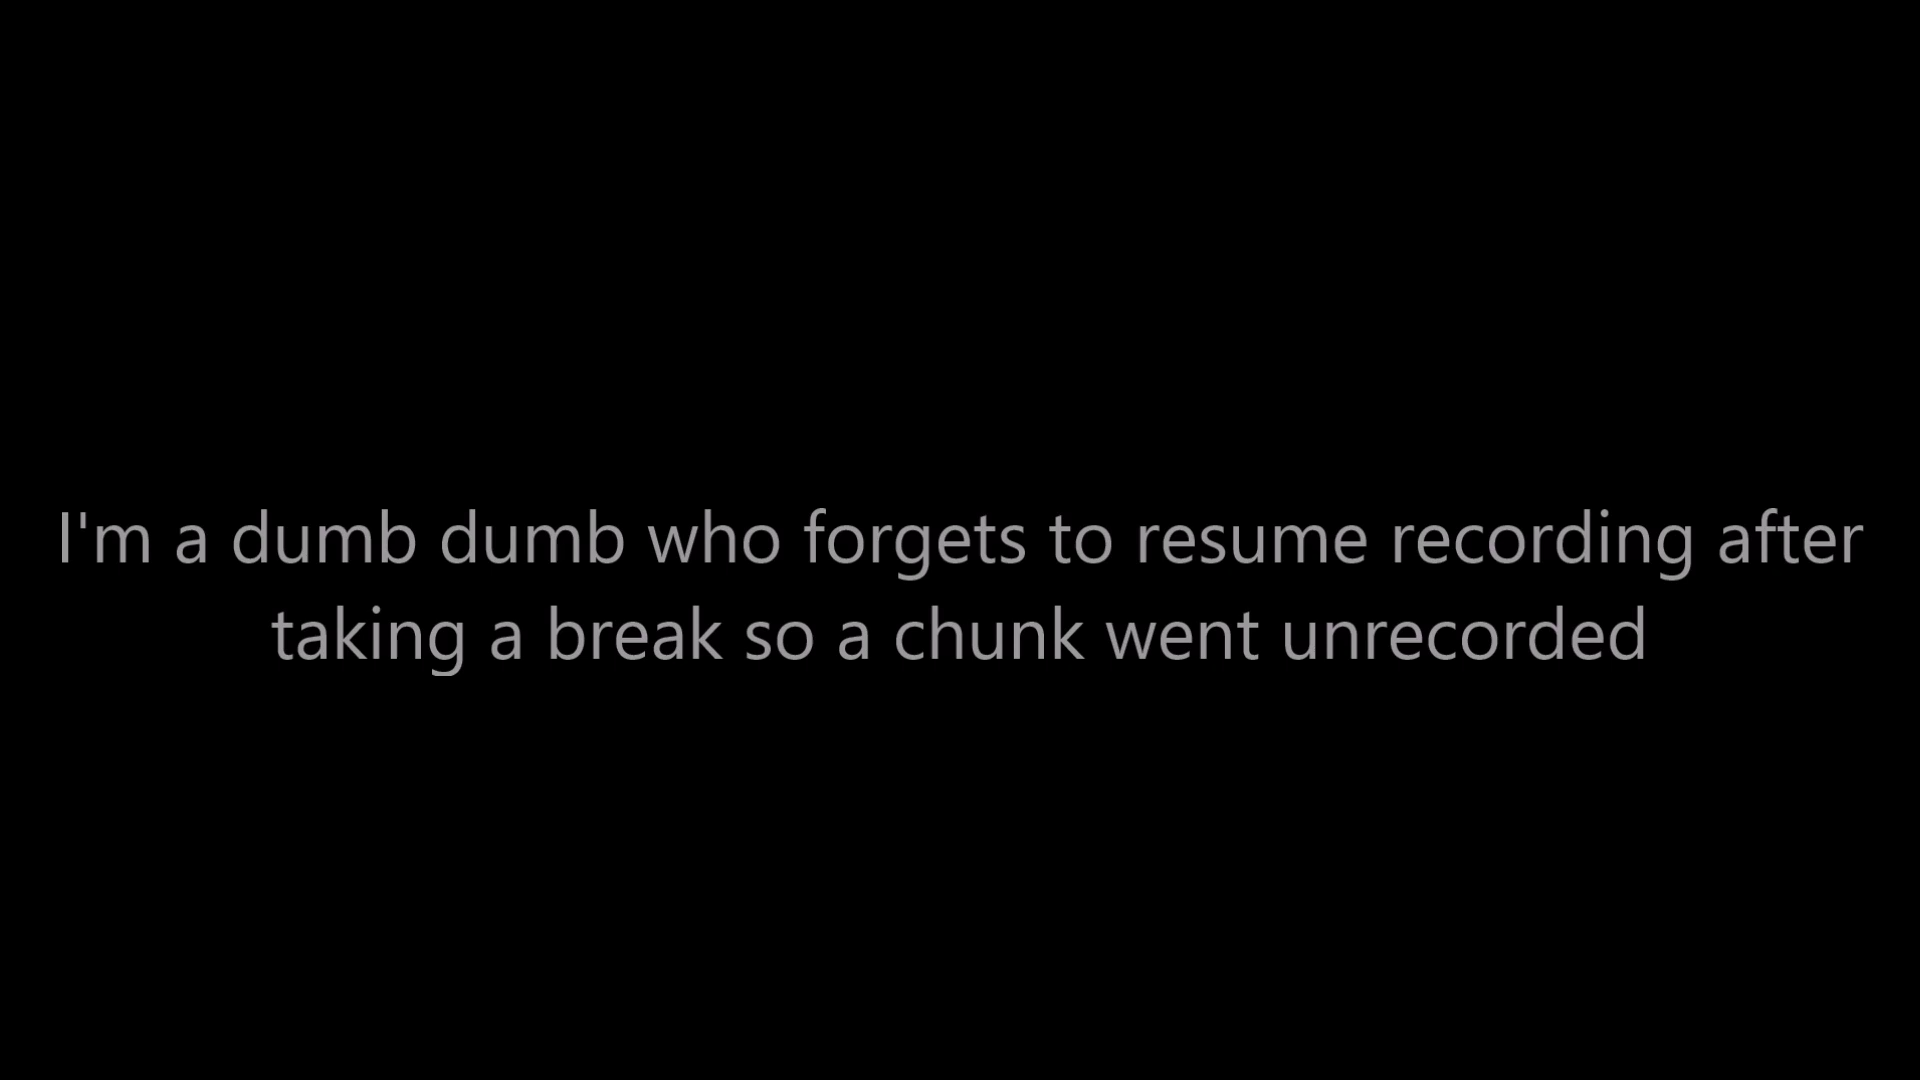 I'm a dumb dumb who forgets to resume recording after
taking a break so a chunk went unrecorded